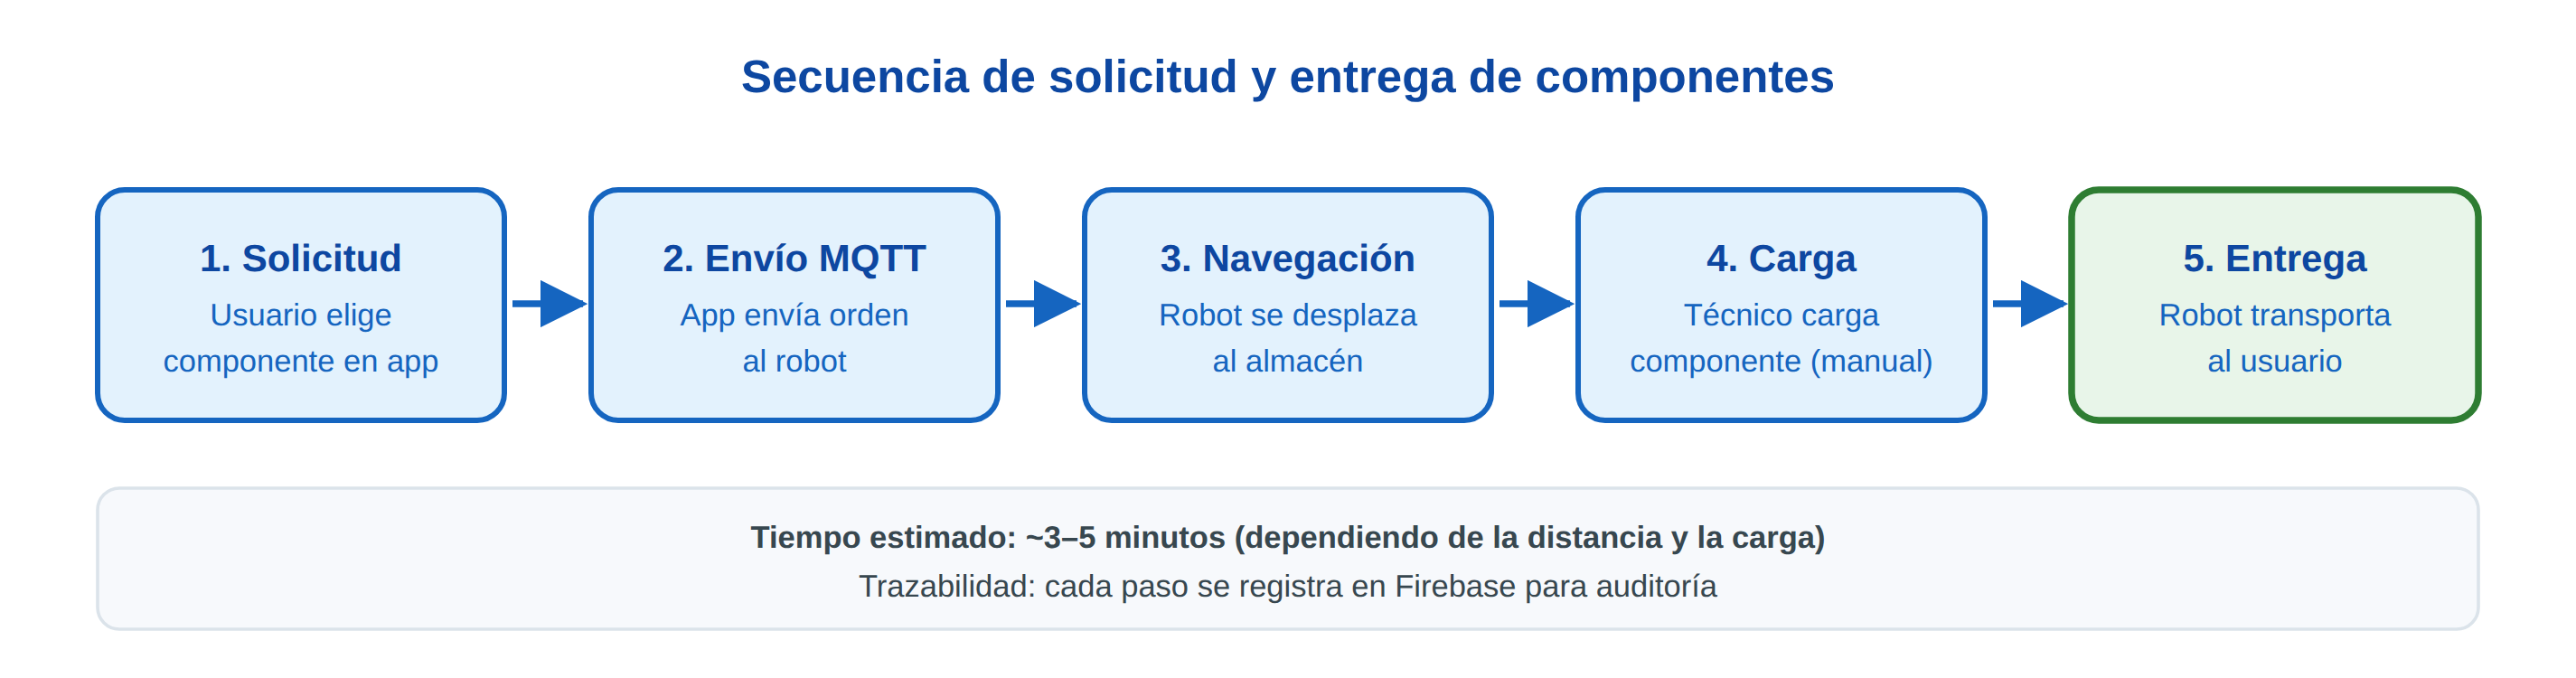 Secuencia de solicitud y entrega de componentes
1. Solicitud
Usuario elige
componente en app
2. Envío MQTT
App envía orden
al robot
3. Navegación
Robot se desplaza
al almacén
4. Carga
Técnico carga
componente (manual)
5. Entrega
Robot transporta
al usuario
Tiempo estimado: ~3–5 minutos (dependiendo de la distancia y la carga)
Trazabilidad: cada paso se registra en Firebase para auditoría